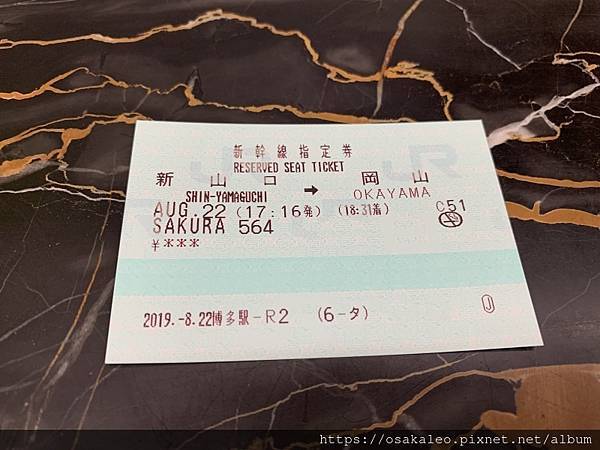 新幹線指定券
RESERVED SEAT TICKET
新山口 → 岡山
SHIN-YAMAGUCHI OKAYAMA
AUG.22 (17:16発) (18:31着) C51
SAKURA 564
¥***
2019.-8.22博多駅-R2 (6-タ)
https://osakaleo.pixnet.net/album